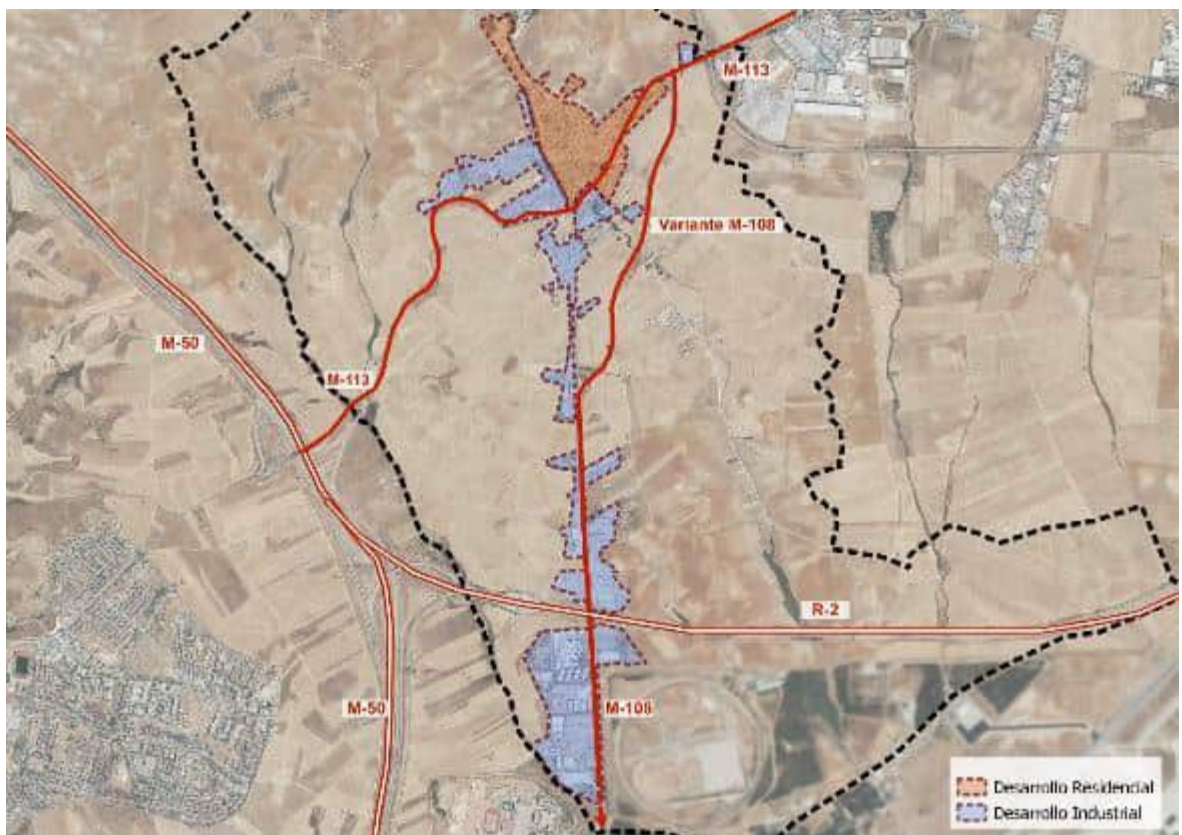 M-113
Variante M-108
M-50
M-113
R-2
M-50
M-108
Desarrollo Residencial
Desarrollo Industrial